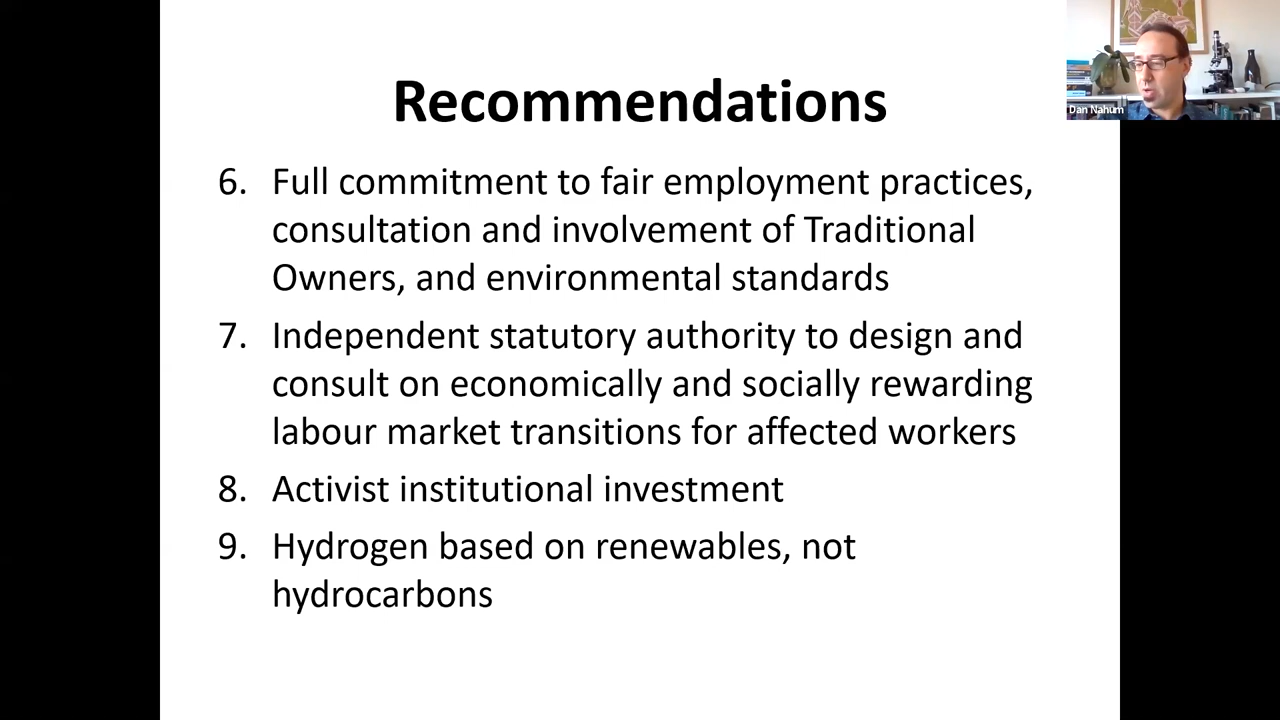 Recommendations
6. Full commitment to fair employment practices,
consultation and involvement of Traditional
Owners, and environmental standards
7. Independent statutory authority to design and
consult on economically and socially rewarding
labour market transitions for affected workers
8. Activist institutional investment
9. Hydrogen based on renewables, not
hydrocarbons
Dan Nahum